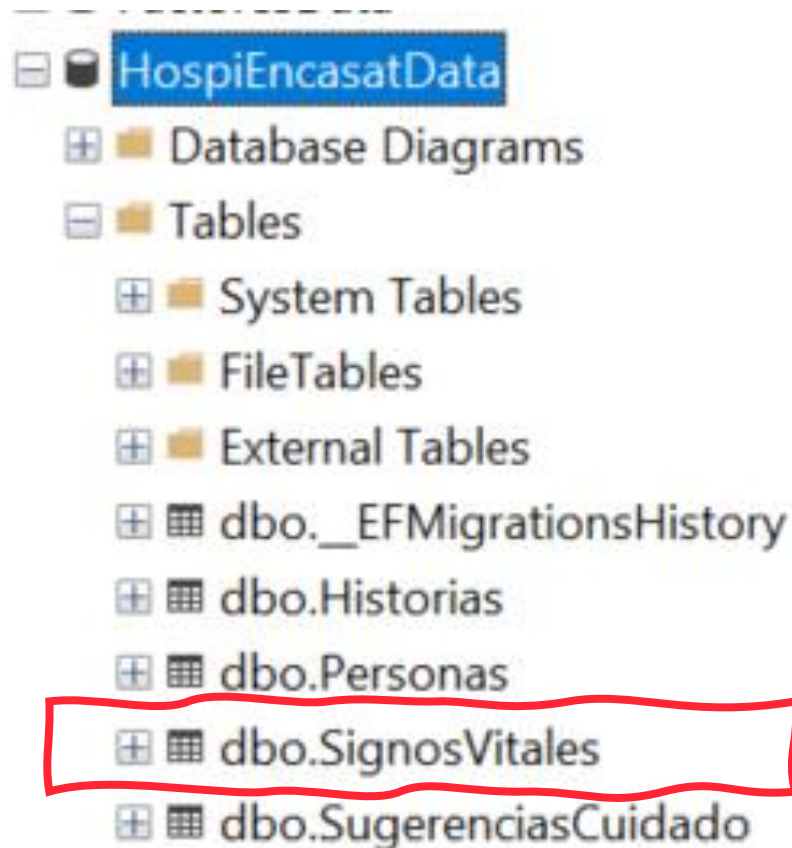 HospiEncasatData
Database Diagrams
Tables
System Tables
FileTables
External Tables
dbo.__EFMigrationsHistory
dbo.Historias
dbo.Personas
dbo.SignosVitales
dbo.SugerenciasCuidado